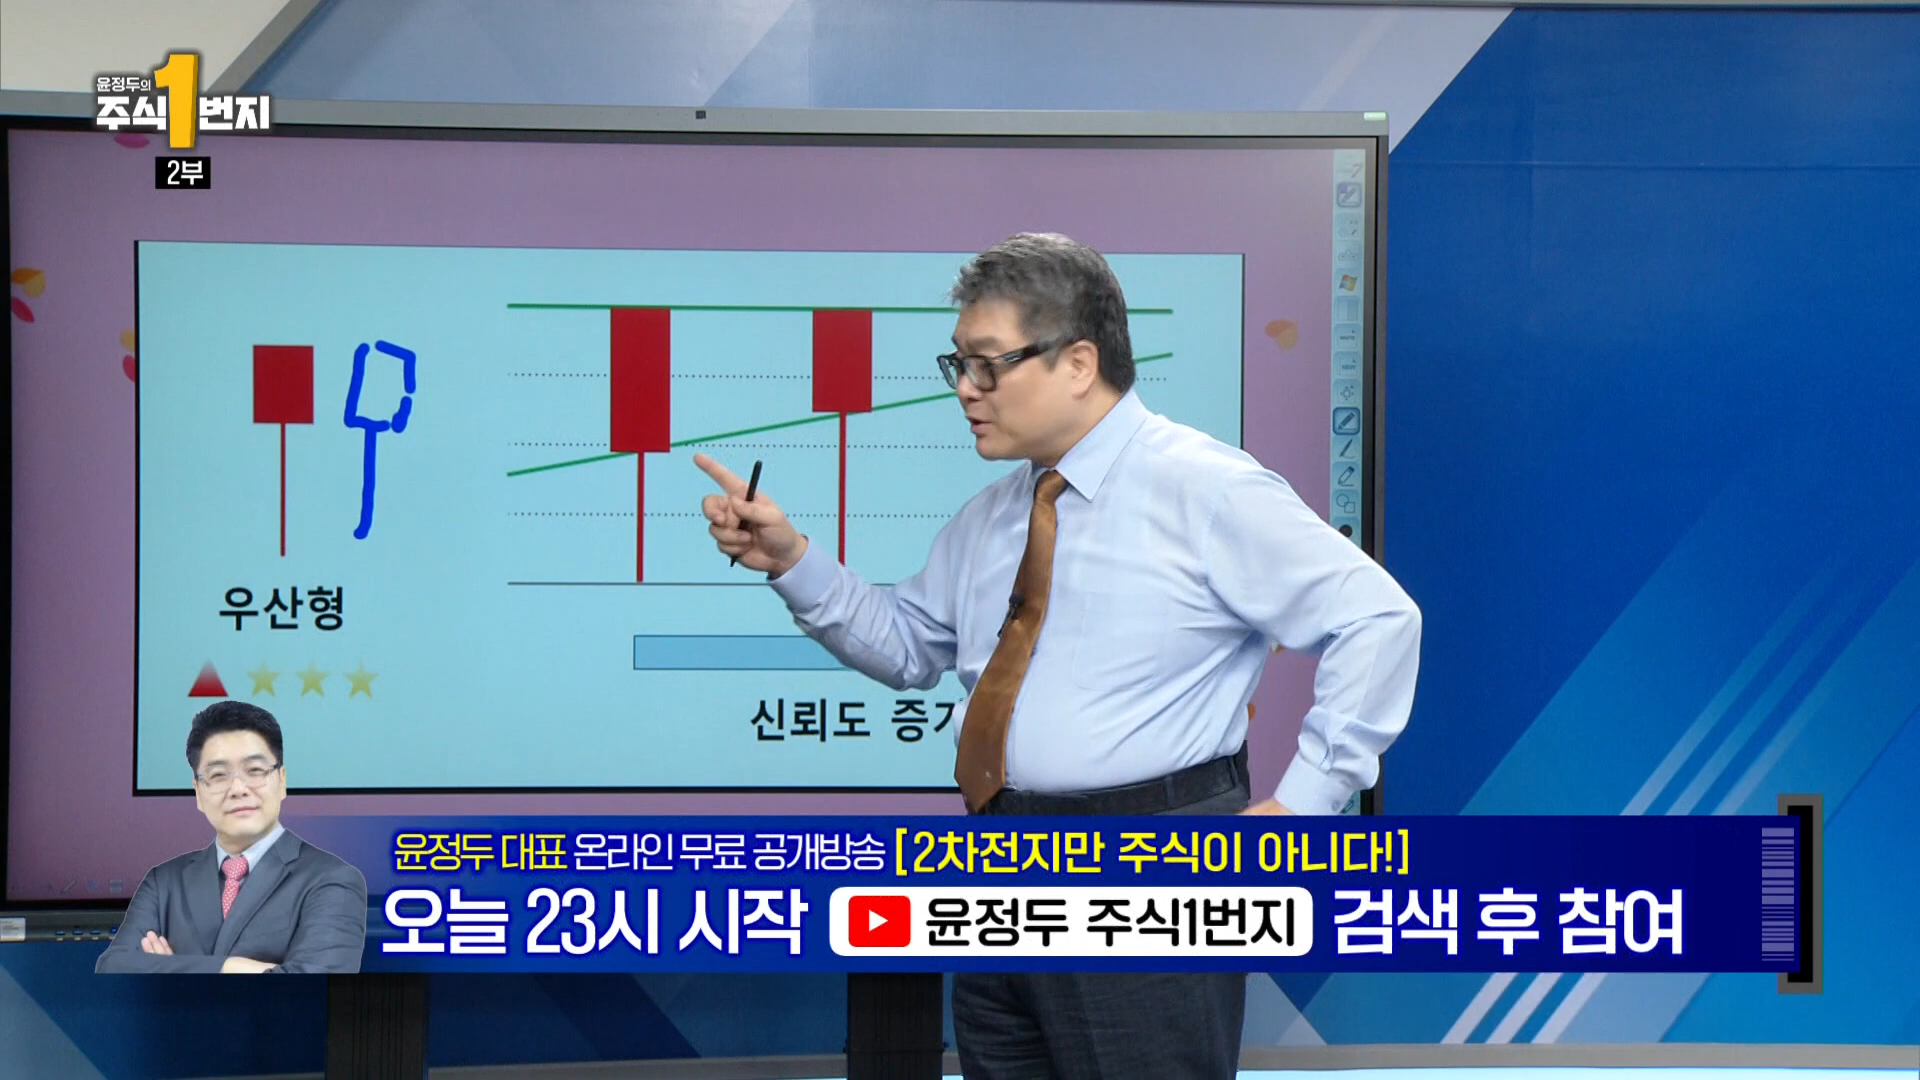 윤정두의
주식1번지
2부
우산형
신뢰도
윤정두 대표 온라인 무료 공개방송 [2차전지만 주식이 아니다!]
오늘 23시 시작 윤정두 주식1번지 검색 후 참여